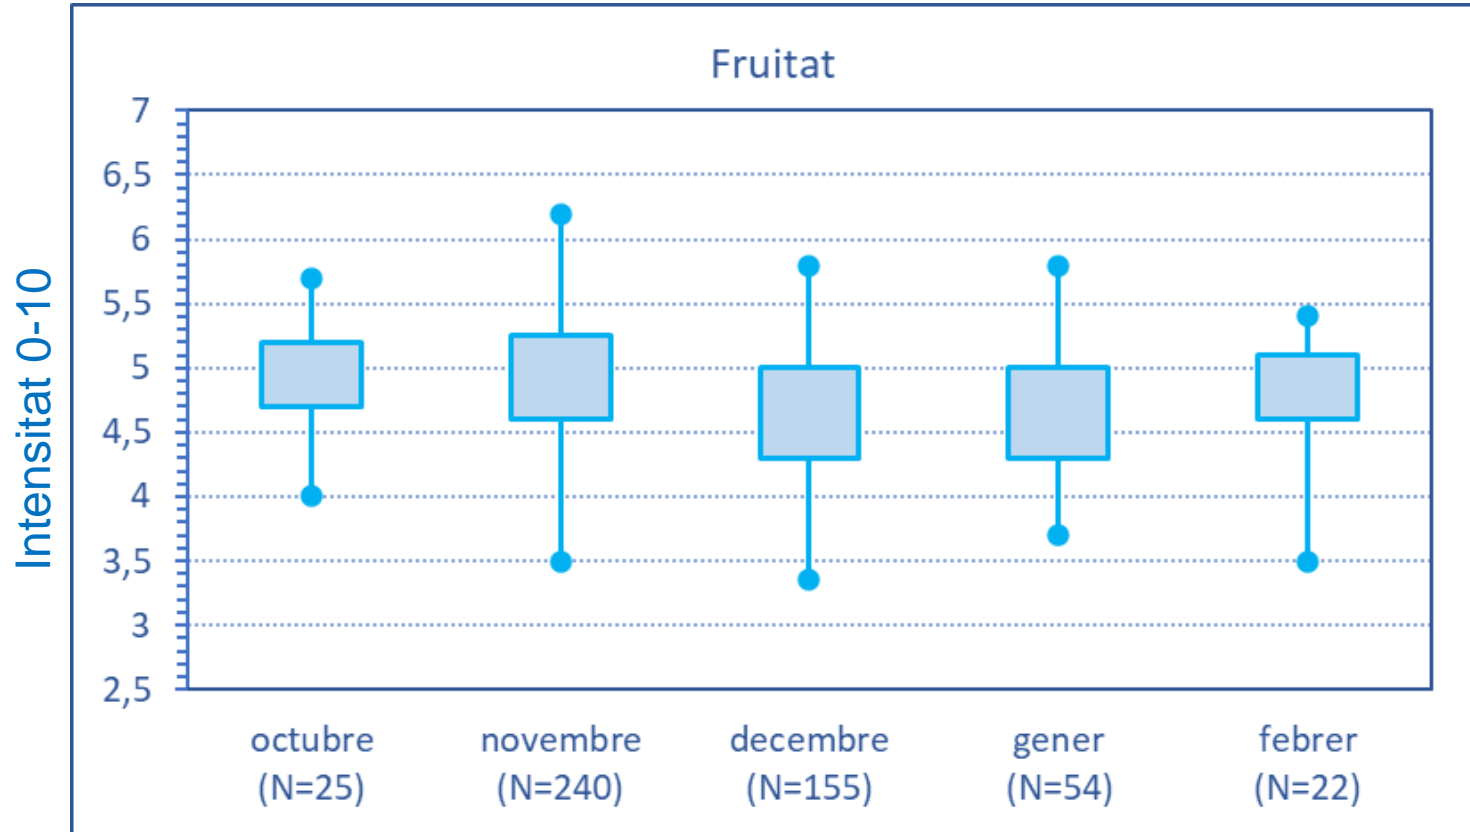 Fruitat
Intensitat 0-10
7
6,5
6
5,5
5
4,5
4
3,5
3
2,5
octubre
(N=25)
novembre
(N=240)
decembre
(N=155)
gener
(N=54)
febrer
(N=22)